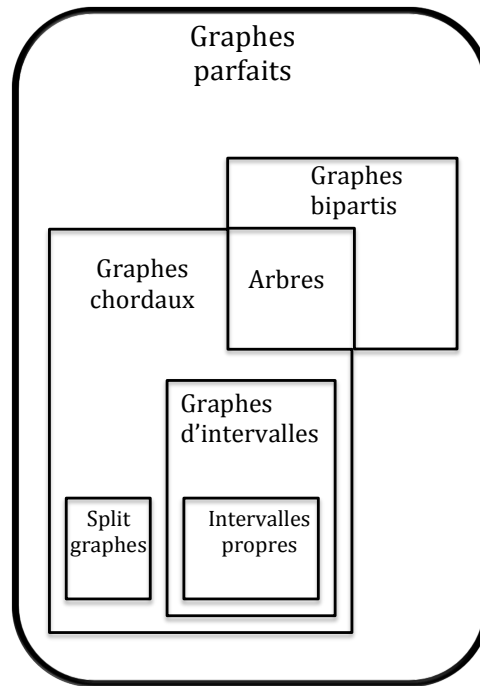 Graphes
parfaits
Graphes
bipartis
Graphes
chordaux
Arbres
Graphes
d'intervalles
Split
graphes
Intervalles
propres